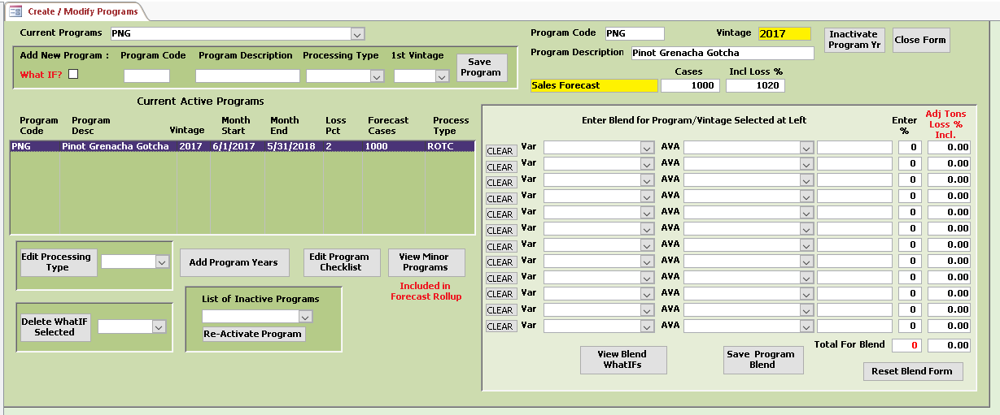 Create / Modify Programs
Current Programs PNG
Program Code PNG Vintage 2017
Inactivate Program Yr
Close Form
Program Description Pinot Grenacha Gotcha
Add New Program : Program Code Program Description Processing Type 1st Vintage
What IF?
Save Program
Cases Incl Loss %
Sales Forecast 1000 1020
Current Active Programs
Program Code Program Desc Vintage Month Start Month End Loss Pct Forecast Cases Process Type
PNG Pinot Grenacha Gotcha 2017 6/1/2017 5/31/2018 2 1000 ROTC
Edit Processing Type
Add Program Years
Edit Program Checklist
View Minor Programs
Included in Forecast Rollup
Delete WhatIF Selected
List of Inactive Programs
Re-Activate Program
Enter Blend for Program/Vintage Selected at Left Enter % Adj Tons Loss % Incl.
CLEAR Var AVA 0 0.00
CLEAR Var AVA 0 0.00
CLEAR Var AVA 0 0.00
CLEAR Var AVA 0 0.00
CLEAR Var AVA 0 0.00
CLEAR Var AVA 0 0.00
CLEAR Var AVA 0 0.00
CLEAR Var AVA 0 0.00
CLEAR Var AVA 0 0.00
CLEAR Var AVA 0 0.00
CLEAR Var AVA 0 0.00
CLEAR Var AVA 0 0.00
Total For Blend 0 0.00
View Blend WhatIFs
Save Program Blend
Reset Blend Form